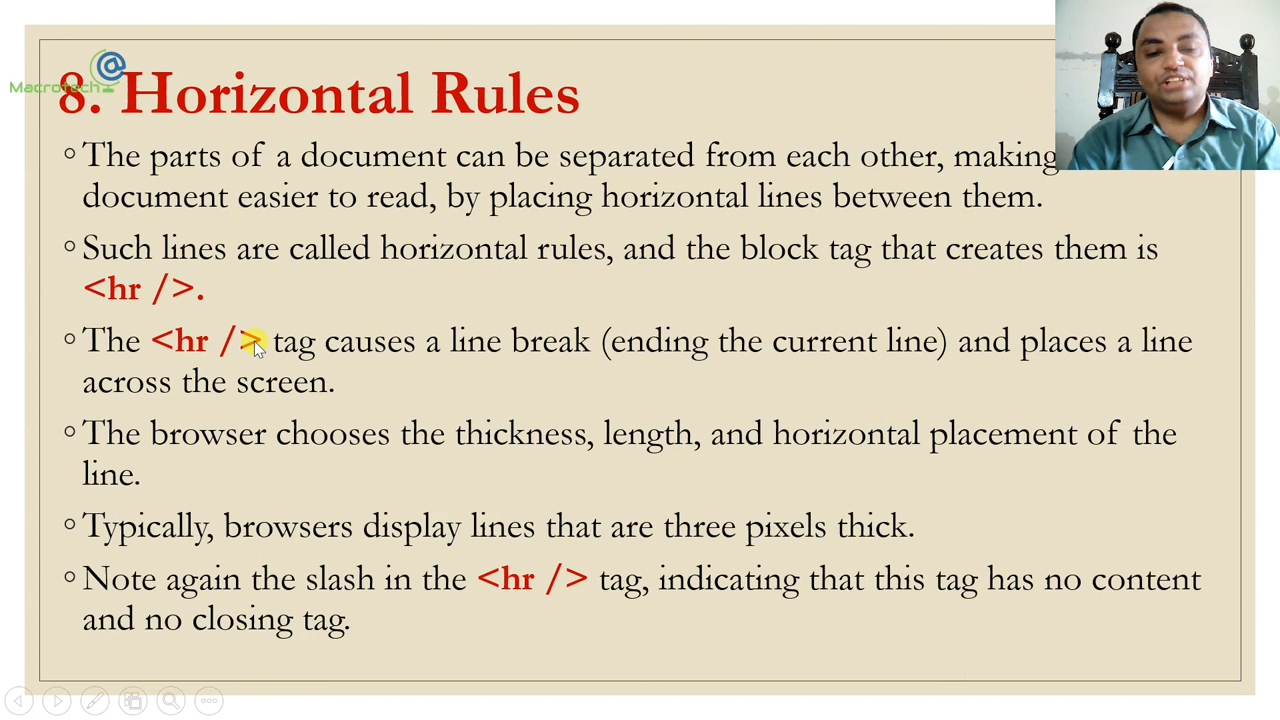 Macrotech
8. Horizontal Rules
The parts of a document can be separated from each other, making
document easier to read, by placing horizontal lines between them.
Such lines are called horizontal rules, and the block tag that creates them is
<hr />.
The <hr /> tag causes a line break (ending the current line) and places a line
across the screen.
The browser chooses the thickness, length, and horizontal placement of the
line.
Typically, browsers display lines that are three pixels thick.
Note again the slash in the <hr /> tag, indicating that this tag has no content
and no closing tag.